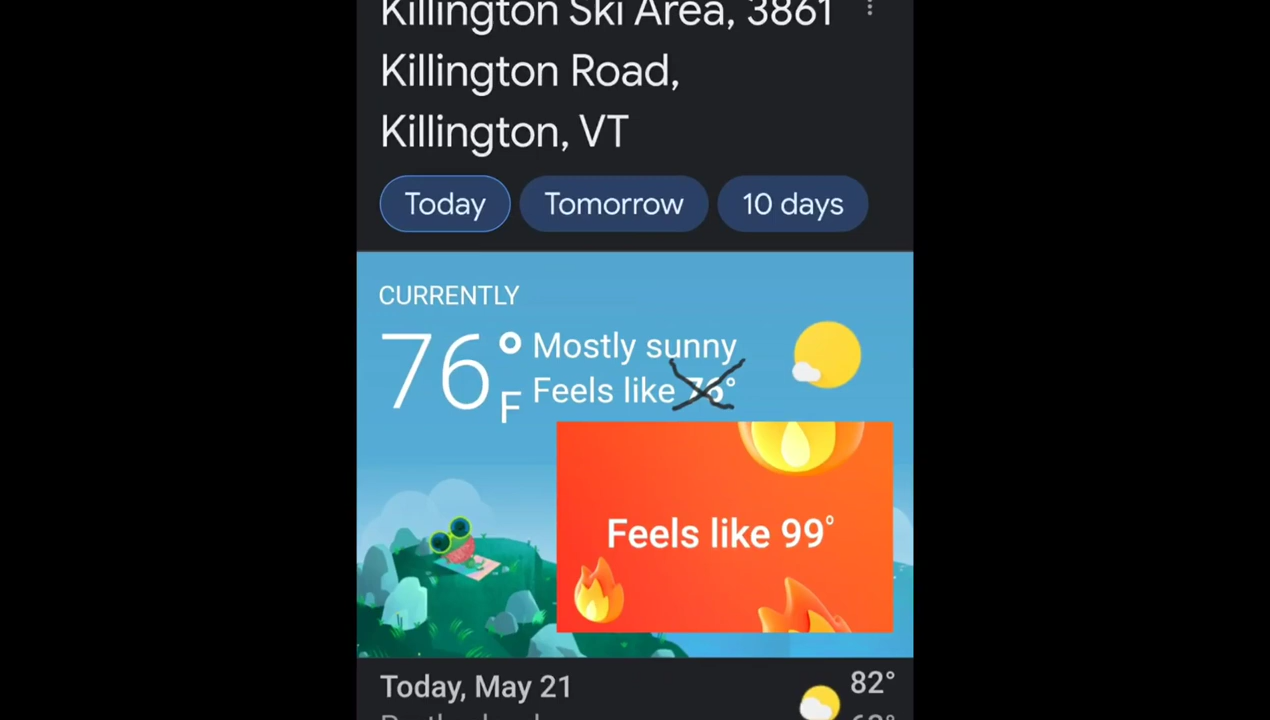 Killington Ski Area, 3861
Killington Road,
Killington, VT
Today Tomorrow 10 days
CURRENTLY
76°F
Mostly sunny
Feels like 76°
Feels like 99°
Today, May 21 82°